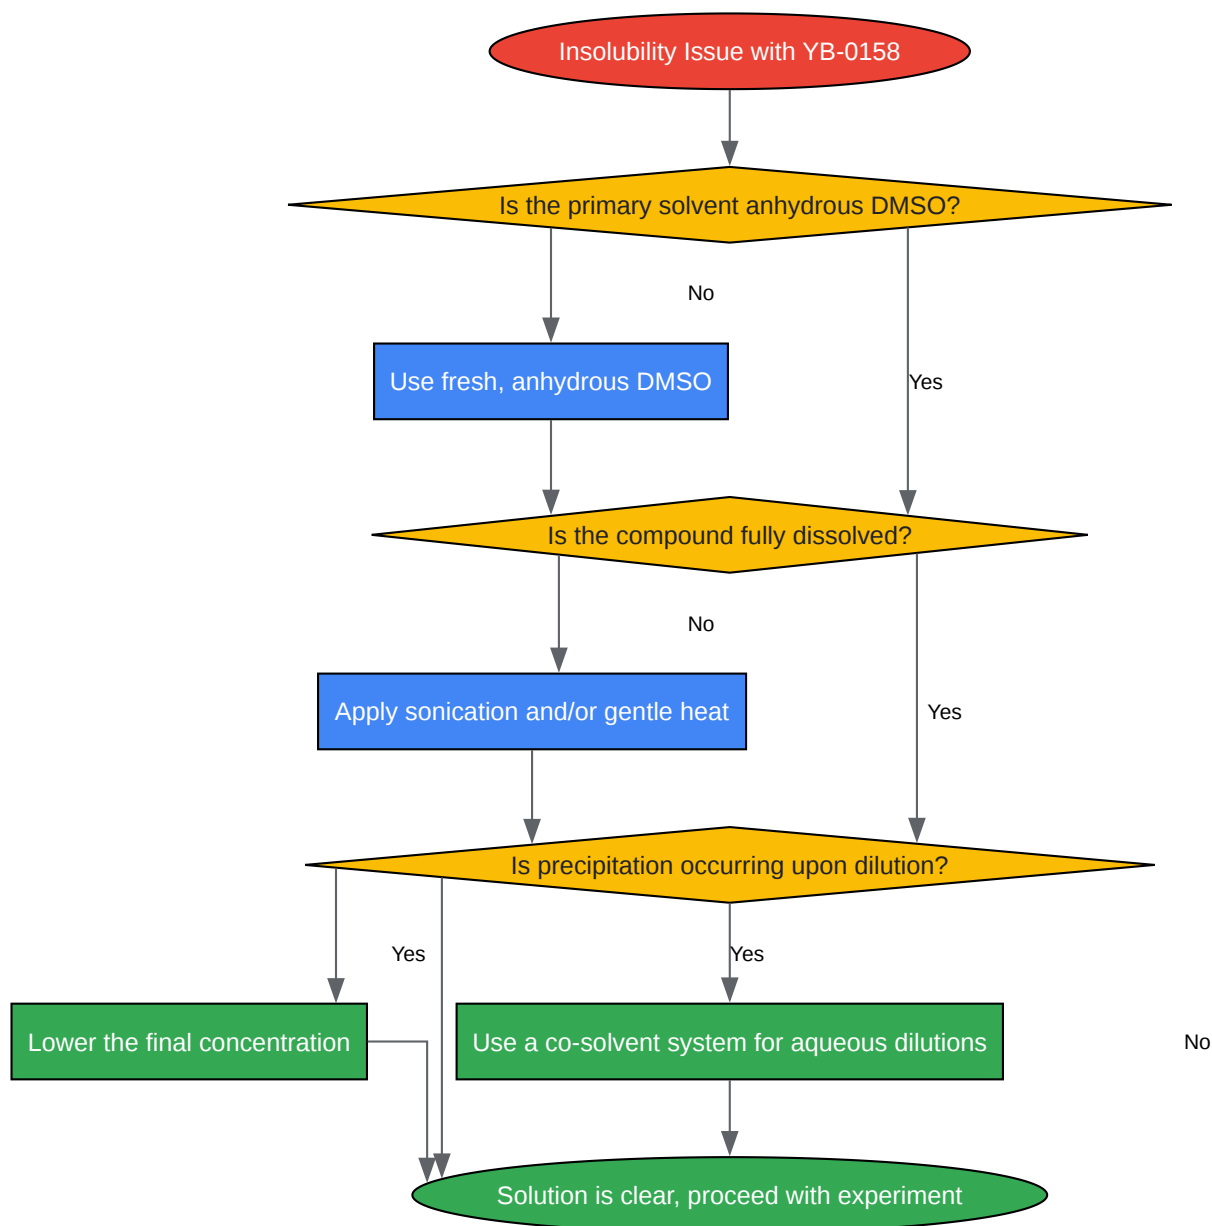 Insolubility Issue with YB-0158
Is the primary solvent anhydrous DMSO?
No
Use fresh, anhydrous DMSO
Yes
Is the compound fully dissolved?
No
Apply sonication and/or gentle heat
Yes
Is precipitation occurring upon dilution?
Yes
Yes
Lower the final concentration
Use a co-solvent system for aqueous dilutions
No
Solution is clear, proceed with experiment